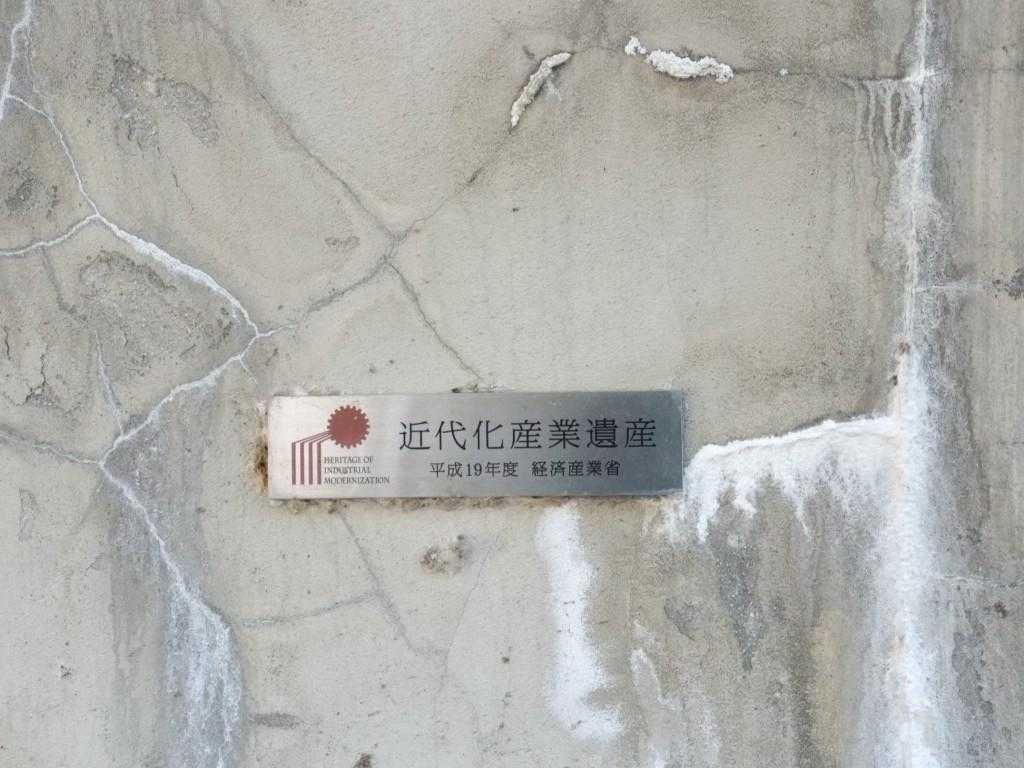 近代化産業遺産
平成19年度 経済産業省
HERITAGE OF
INDUSTRIAL
MODERNIZATION